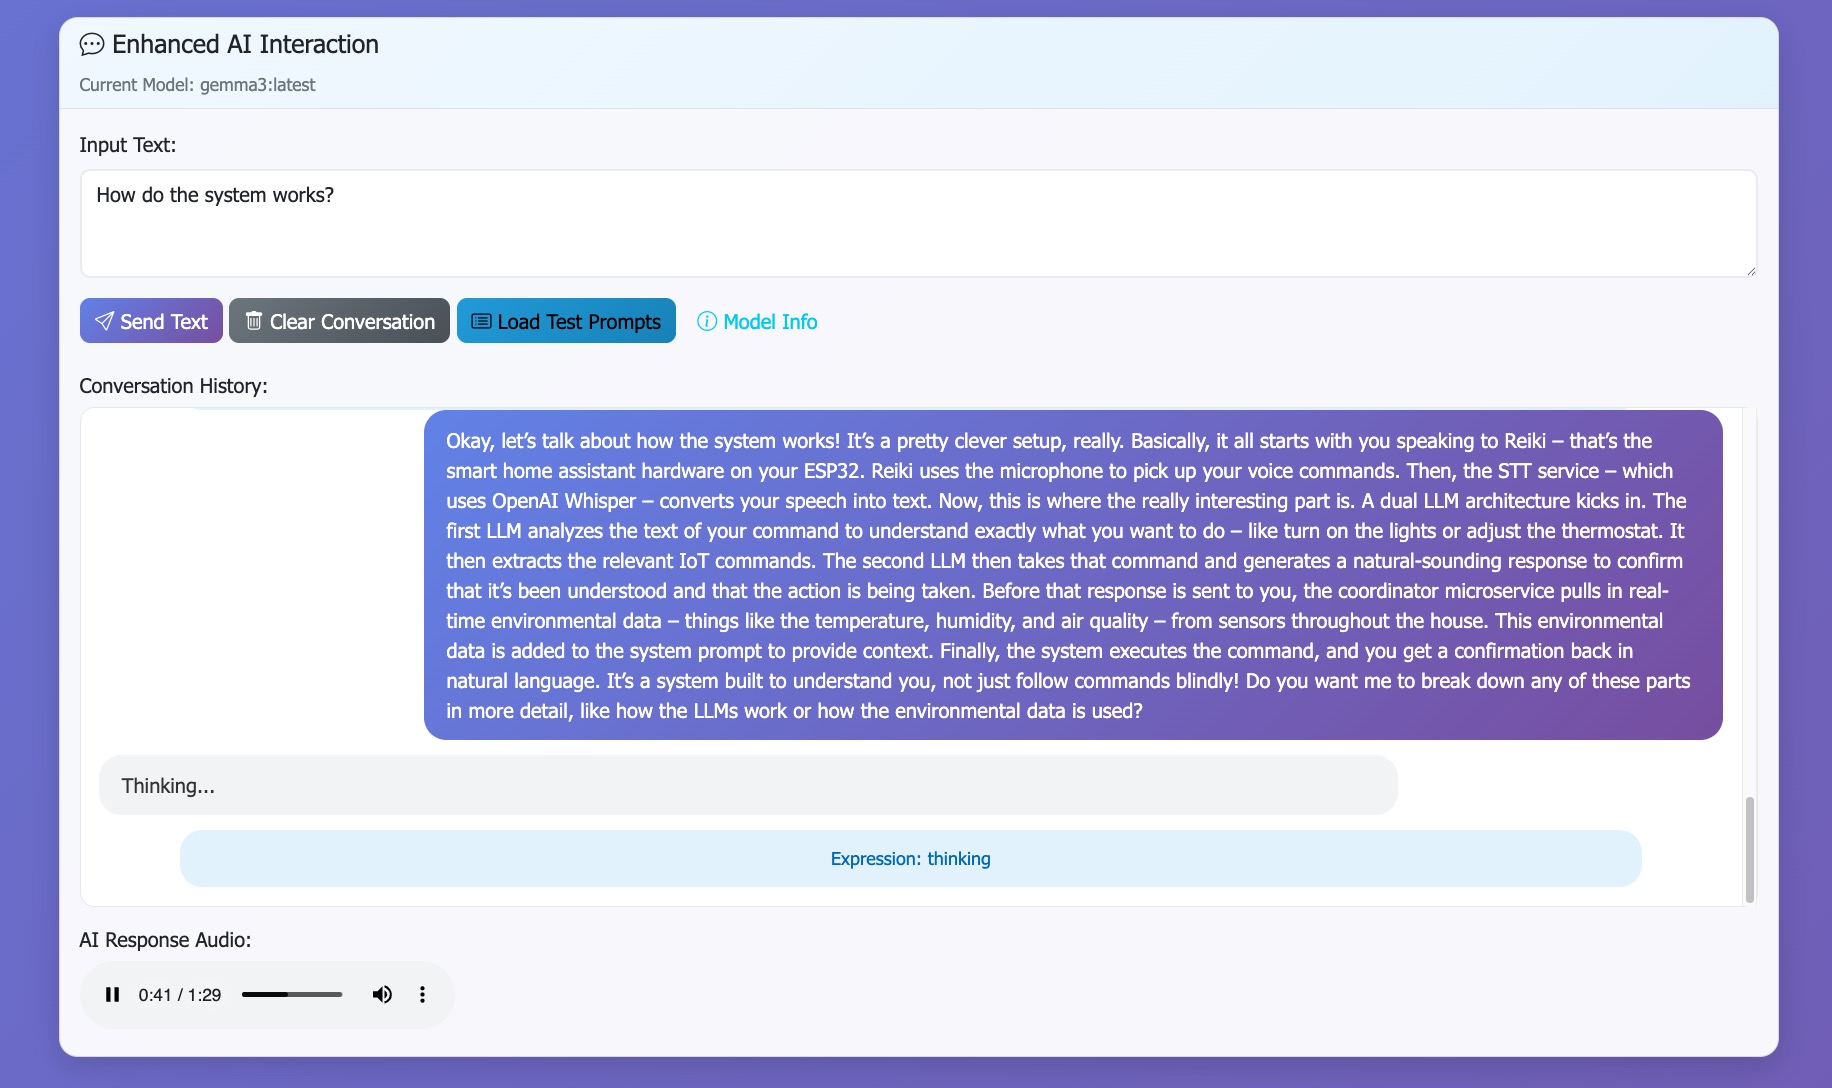 Enhanced AI Interaction
Current Model: gemma3:latest
Input Text:
How do the system works?
Send Text
Clear Conversation
Load Test Prompts
Model Info
Conversation History:
Okay, let’s talk about how the system works! It’s a pretty clever setup, really. Basically, it all starts with you speaking to Reiki – that’s the
smart home assistant hardware on your ESP32. Reiki uses the microphone to pick up your voice commands. Then, the STT service – which
uses OpenAI Whisper – converts your speech into text. Now, this is where the really interesting part is. A dual LLM architecture kicks in. The
first LLM analyzes the text of your command to understand exactly what you want to do – like turn on the lights or adjust the thermostat. It
then extracts the relevant IoT commands. The second LLM then takes that command and generates a natural-sounding response to confirm
that it’s been understood and that the action is being taken. Before that response is sent to you, the coordinator microservice pulls in real-
time environmental data – things like the temperature, humidity, and air quality – from sensors throughout the house. This environmental
data is added to the system prompt to provide context. Finally, the system executes the command, and you get a confirmation back in
natural language. It’s a system built to understand you, not just follow commands blindly! Do you want me to break down any of these parts
in more detail, like how the LLMs work or how the environmental data is used?
Thinking...
Expression: thinking
AI Response Audio:
0:41 / 1:29